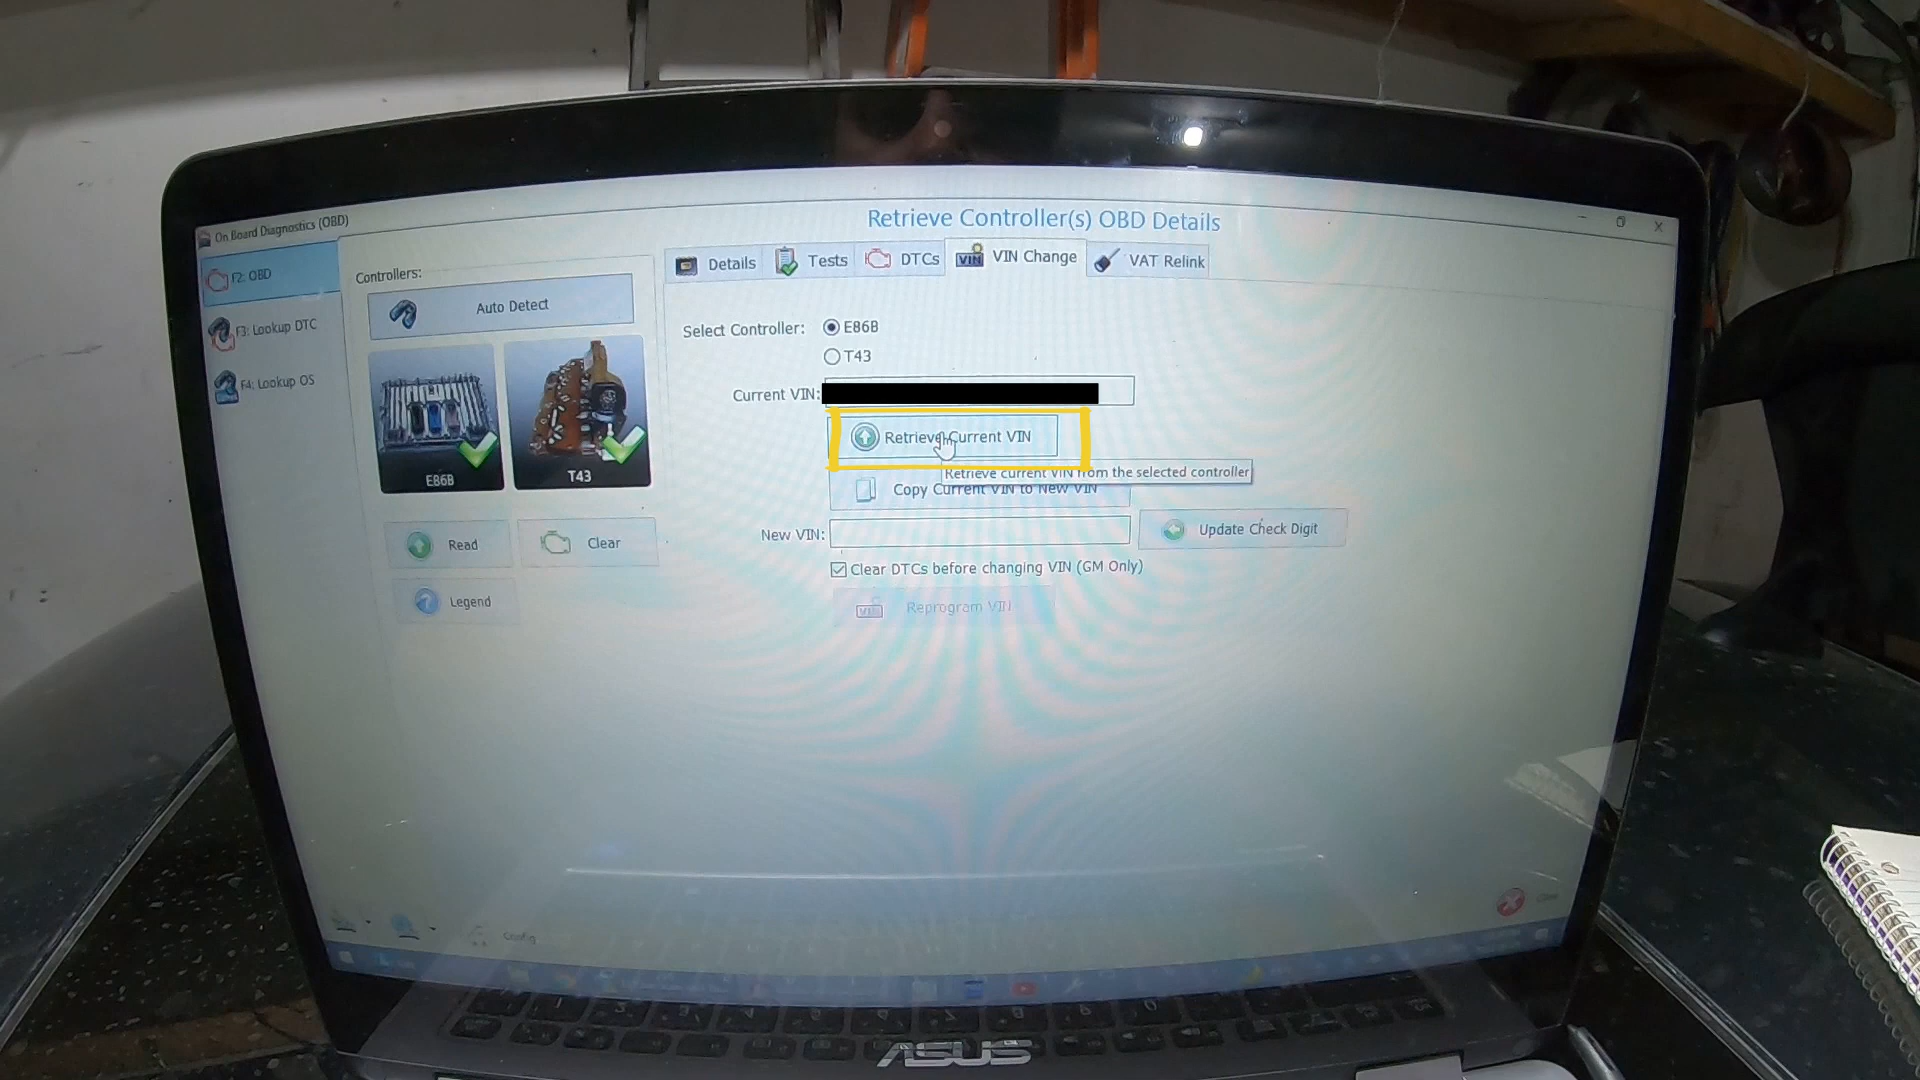 On Board Diagnostics (OBD)
Retrieve Controller(s) OBD Details
F2: OBD
F3: Lookup DTC
F4: Lookup OS
Controllers:
Auto Detect
E86B
T43
Read
Clear
Legend
Details
Tests
DTCs
VIN VIN Change
VAT Relink
Select Controller:
E86B
T43
Current VIN:
Retrieve Current VIN
Retrieve current VIN from the selected controller
Copy Current VIN to New VIN
New VIN:
Update Check Digit
Clear DTCs before changing VIN (GM Only)
VIN Reprogram VIN
Config
ASUS